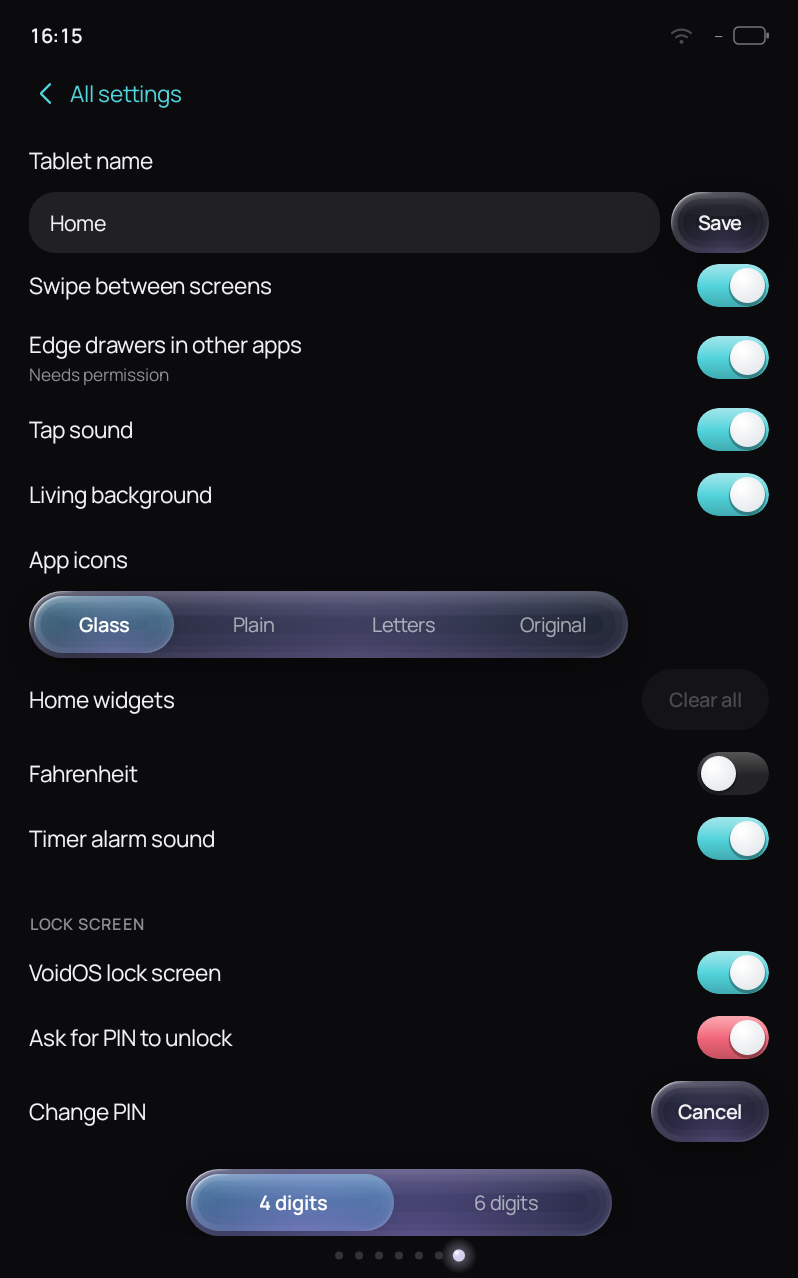 16:15
All settings
Tablet name
Home
Save
Swipe between screens
Edge drawers in other apps
Needs permission
Tap sound
Living background
App icons
Glass Plain Letters Original
Home widgets
Clear all
Fahrenheit
Timer alarm sound
LOCK SCREEN
VoidOS lock screen
Ask for PIN to unlock
Change PIN
Cancel
4 digits 6 digits